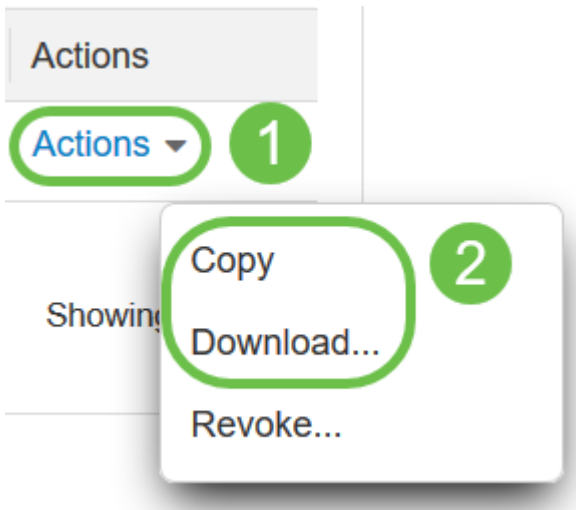 Actions
Actions
1
Copy
2
Showing
Download...
Revoke...